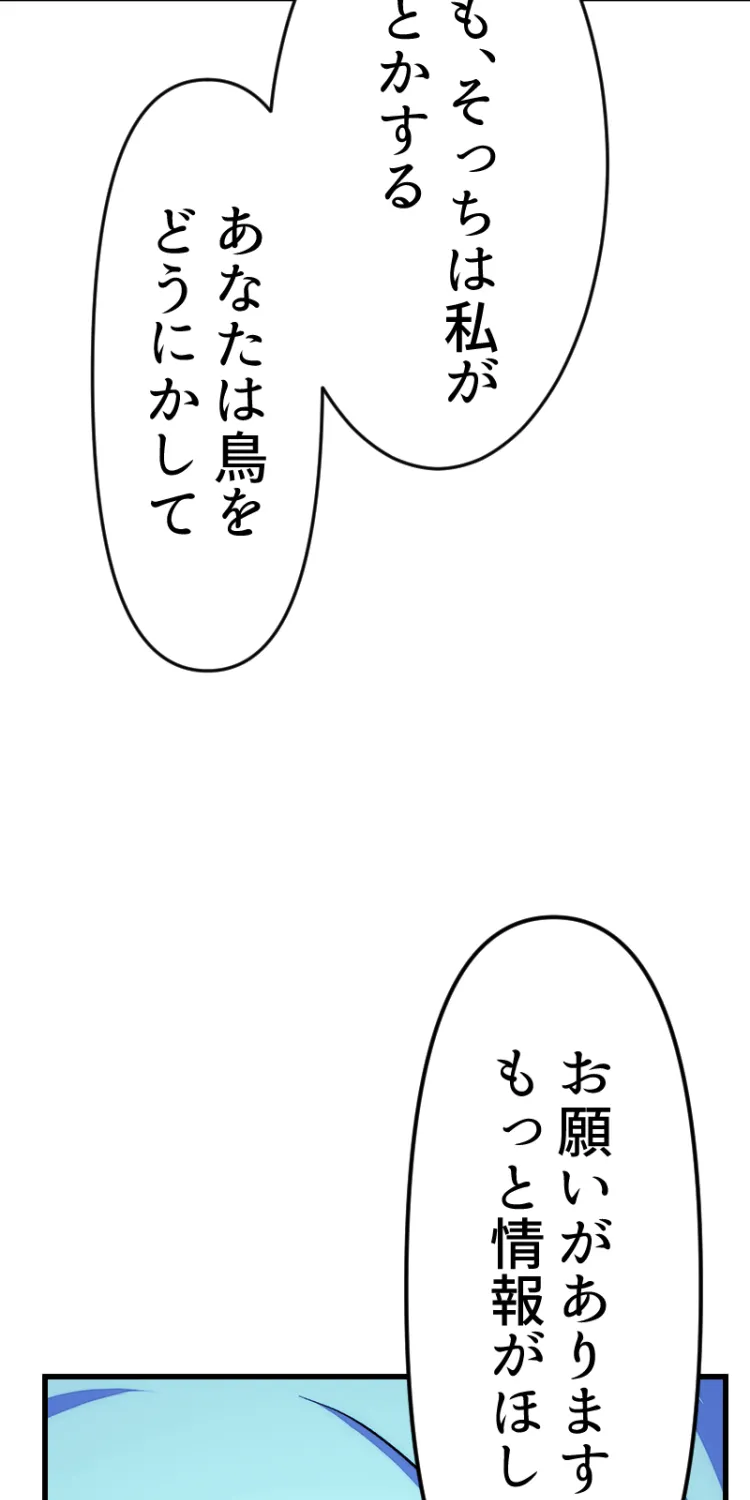 も、そっちは私が
とかする
あなたは鳥を
どうにかして
お願いがあります
もっと情報がほし